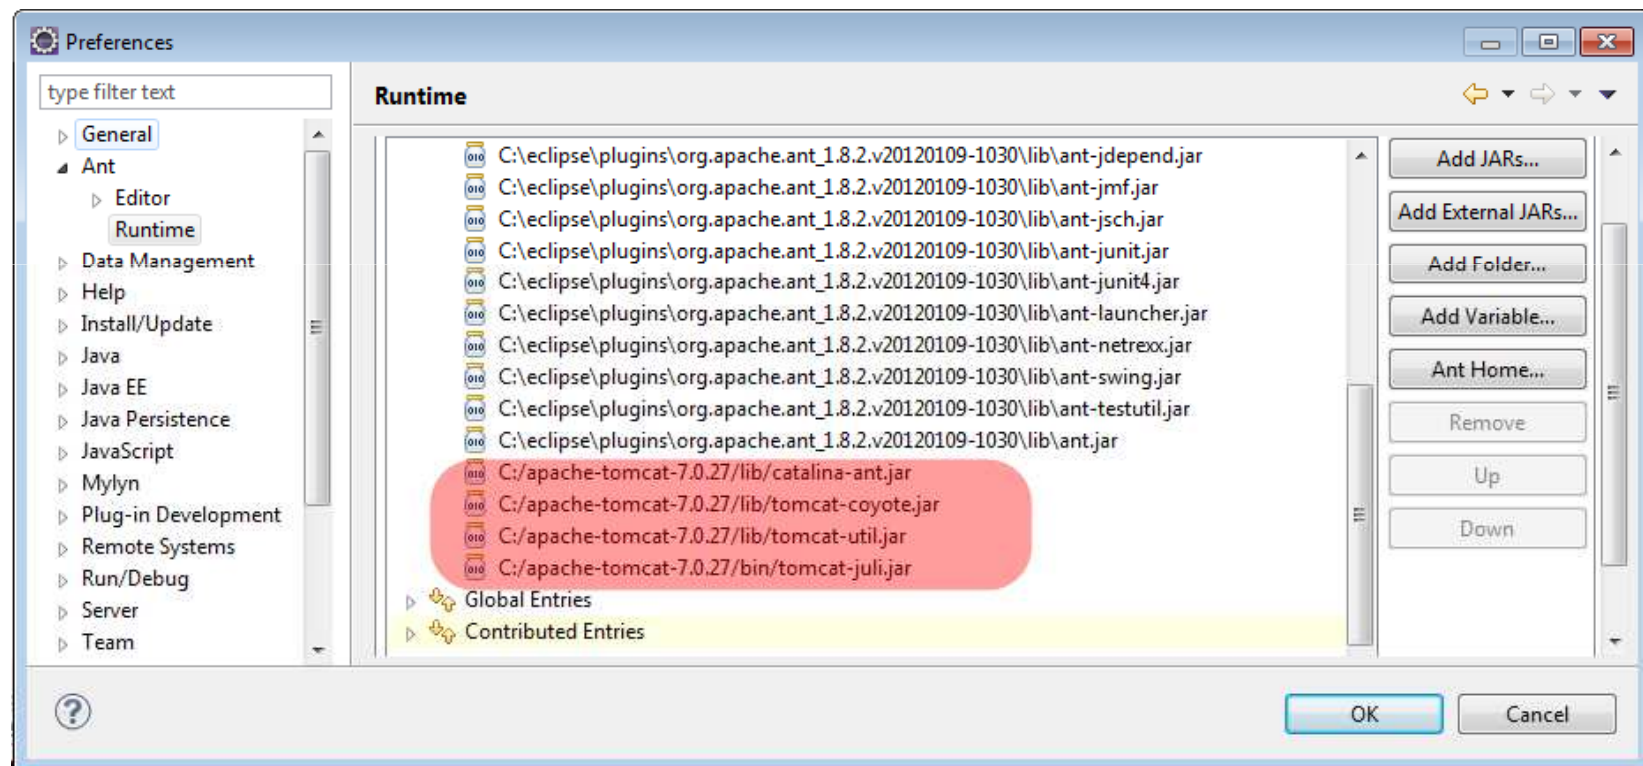 Preferences
type filter text
General
Ant
Editor
Runtime
Data Management
Help
Install/Update
Java
Java EE
Java Persistence
JavaScript
Mylyn
Plug-in Development
Remote Systems
Run/Debug
Server
Team
Runtime
C:\eclipse\plugins\org.apache.ant_1.8.2.v20120109-1030\lib\ant-jdepend.jar
C:\eclipse\plugins\org.apache.ant_1.8.2.v20120109-1030\lib\ant-jmf.jar
C:\eclipse\plugins\org.apache.ant_1.8.2.v20120109-1030\lib\ant-jsch.jar
C:\eclipse\plugins\org.apache.ant_1.8.2.v20120109-1030\lib\ant-junit.jar
C:\eclipse\plugins\org.apache.ant_1.8.2.v20120109-1030\lib\ant-junit4.jar
C:\eclipse\plugins\org.apache.ant_1.8.2.v20120109-1030\lib\ant-launcher.jar
C:\eclipse\plugins\org.apache.ant_1.8.2.v20120109-1030\lib\ant-netrexx.jar
C:\eclipse\plugins\org.apache.ant_1.8.2.v20120109-1030\lib\ant-swing.jar
C:\eclipse\plugins\org.apache.ant_1.8.2.v20120109-1030\lib\ant-testutil.jar
C:\eclipse\plugins\org.apache.ant_1.8.2.v20120109-1030\lib\ant.jar
C:/apache-tomcat-7.0.27/lib/catalina-ant.jar
C:/apache-tomcat-7.0.27/lib/tomcat-coyote.jar
C:/apache-tomcat-7.0.27/lib/tomcat-util.jar
C:/apache-tomcat-7.0.27/bin/tomcat-juli.jar
Global Entries
Contributed Entries
Add JARs...
Add External JARs...
Add Folder...
Add Variable...
Ant Home...
Remove
Up
Down
OK
Cancel